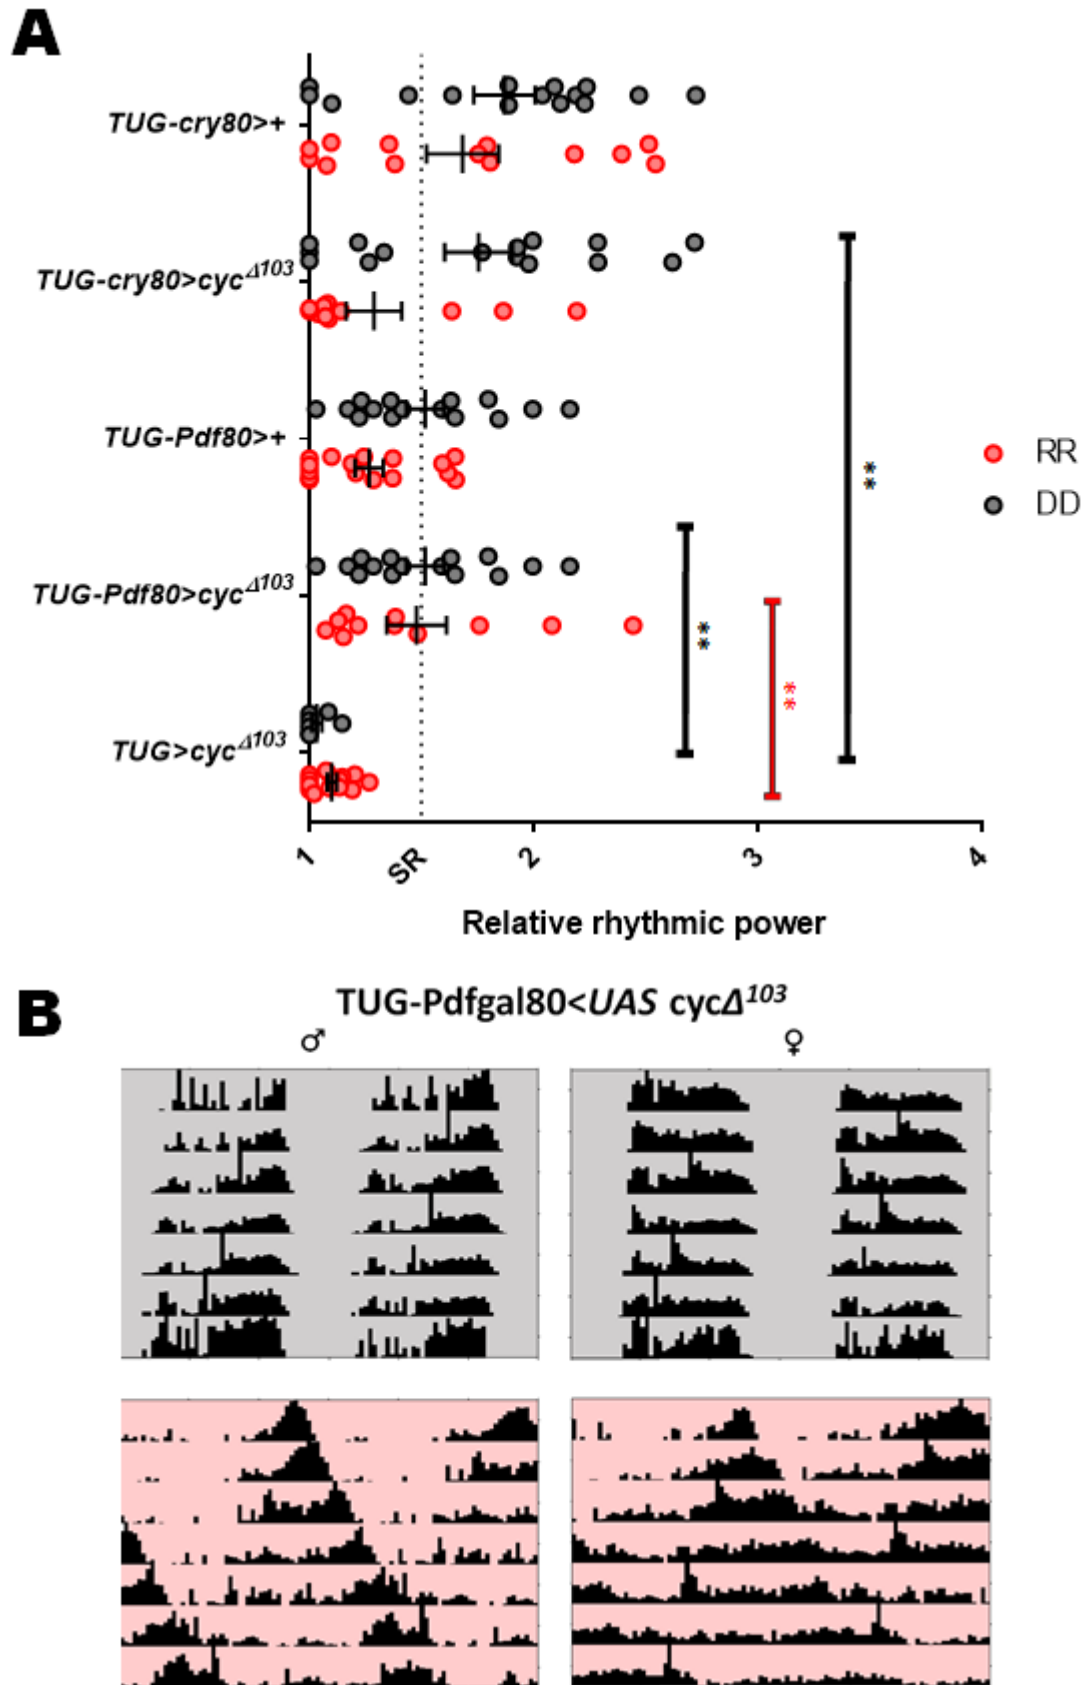 A
TUG-cry80>+
TUG-cry80>cycΔ103
TUG-Pdf80>+
TUG-Pdf80>cycΔ103
TUG>cycΔ103
RR
DD
**
**
**
1 SR 2 3 4
Relative rhythmic power
B
TUG-Pdfgal80<UAS cycΔ103
♂ ♀